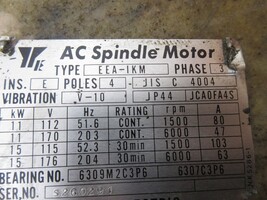 AC Spindle Motor
TYPE EEA-1KM PHASE 3
INS. E POLES 4 JIS C 4004
VIBRATION V-10 JP44 JCA0FA4S
kW V Hz RATING rpm A
11 112 51.6 CONT. 1500 80
11 170 203 CONT. 6000 47
15 115 52.3 30min 1500 103
15 176 203 30min 6000 63
BEARING NO. 6309M2C3P6 6307C3P6
SER.NO.